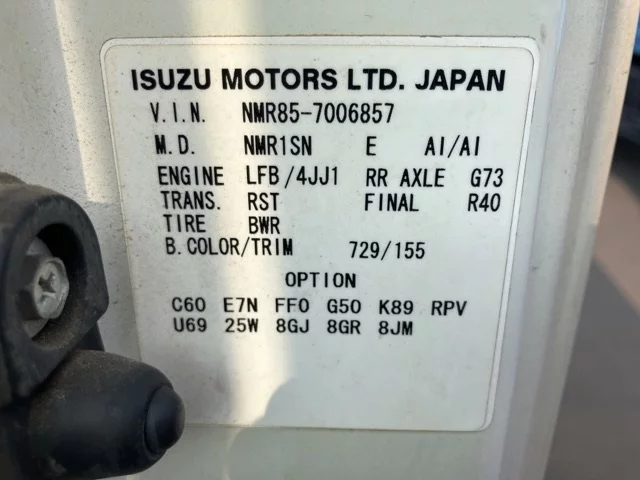 ISUZU MOTORS LTD. JAPAN
V.I.N. NMR85-7006857
M.D. NMR1SN E AI/AI
ENGINE LFB/4JJ1 RR AXLE G73
TRANS. RST FINAL R40
TIRE BWR
B.COLOR/TRIM 729/155
OPTION
C60 E7N FF0 G50 K89 RPV
U69 25W 8GJ 8GR 8JM